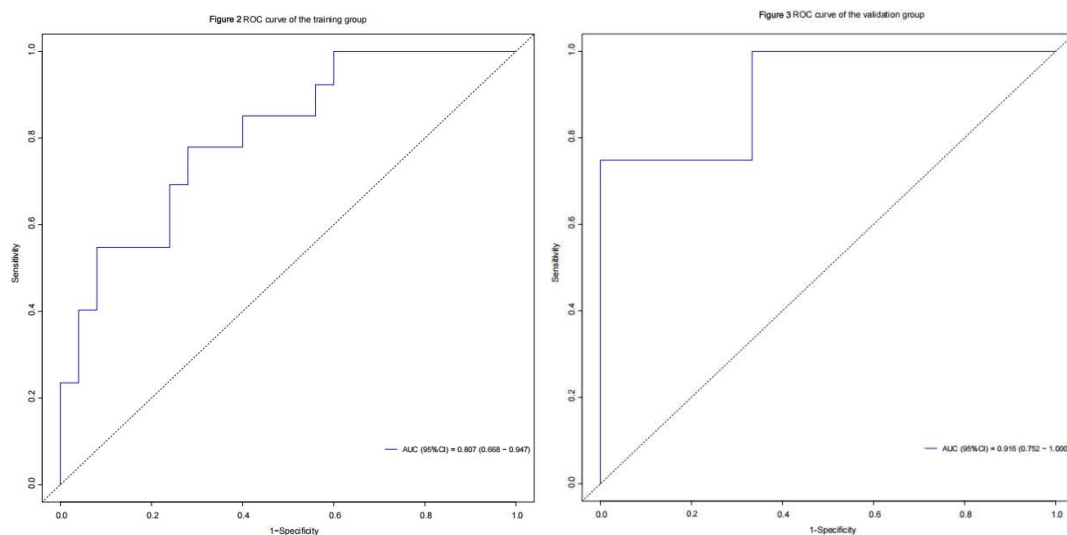 Figure 2 ROC curve of the training group
1.0
0.8
0.6
0.4
0.2
0.0
Sensitivity
AUC (95%CI) = 0.807 (0.668 − 0.947)
0.0 0.2 0.4 0.6 0.8 1.0
1−Specificity
Figure 3 ROC curve of the validation group
1.0
0.8
0.6
0.4
0.2
0.0
Sensitivity
AUC (95%CI) = 0.916 (0.752 − 1.000
0.0 0.2 0.4 0.6 0.8 1.0
1-Specificity